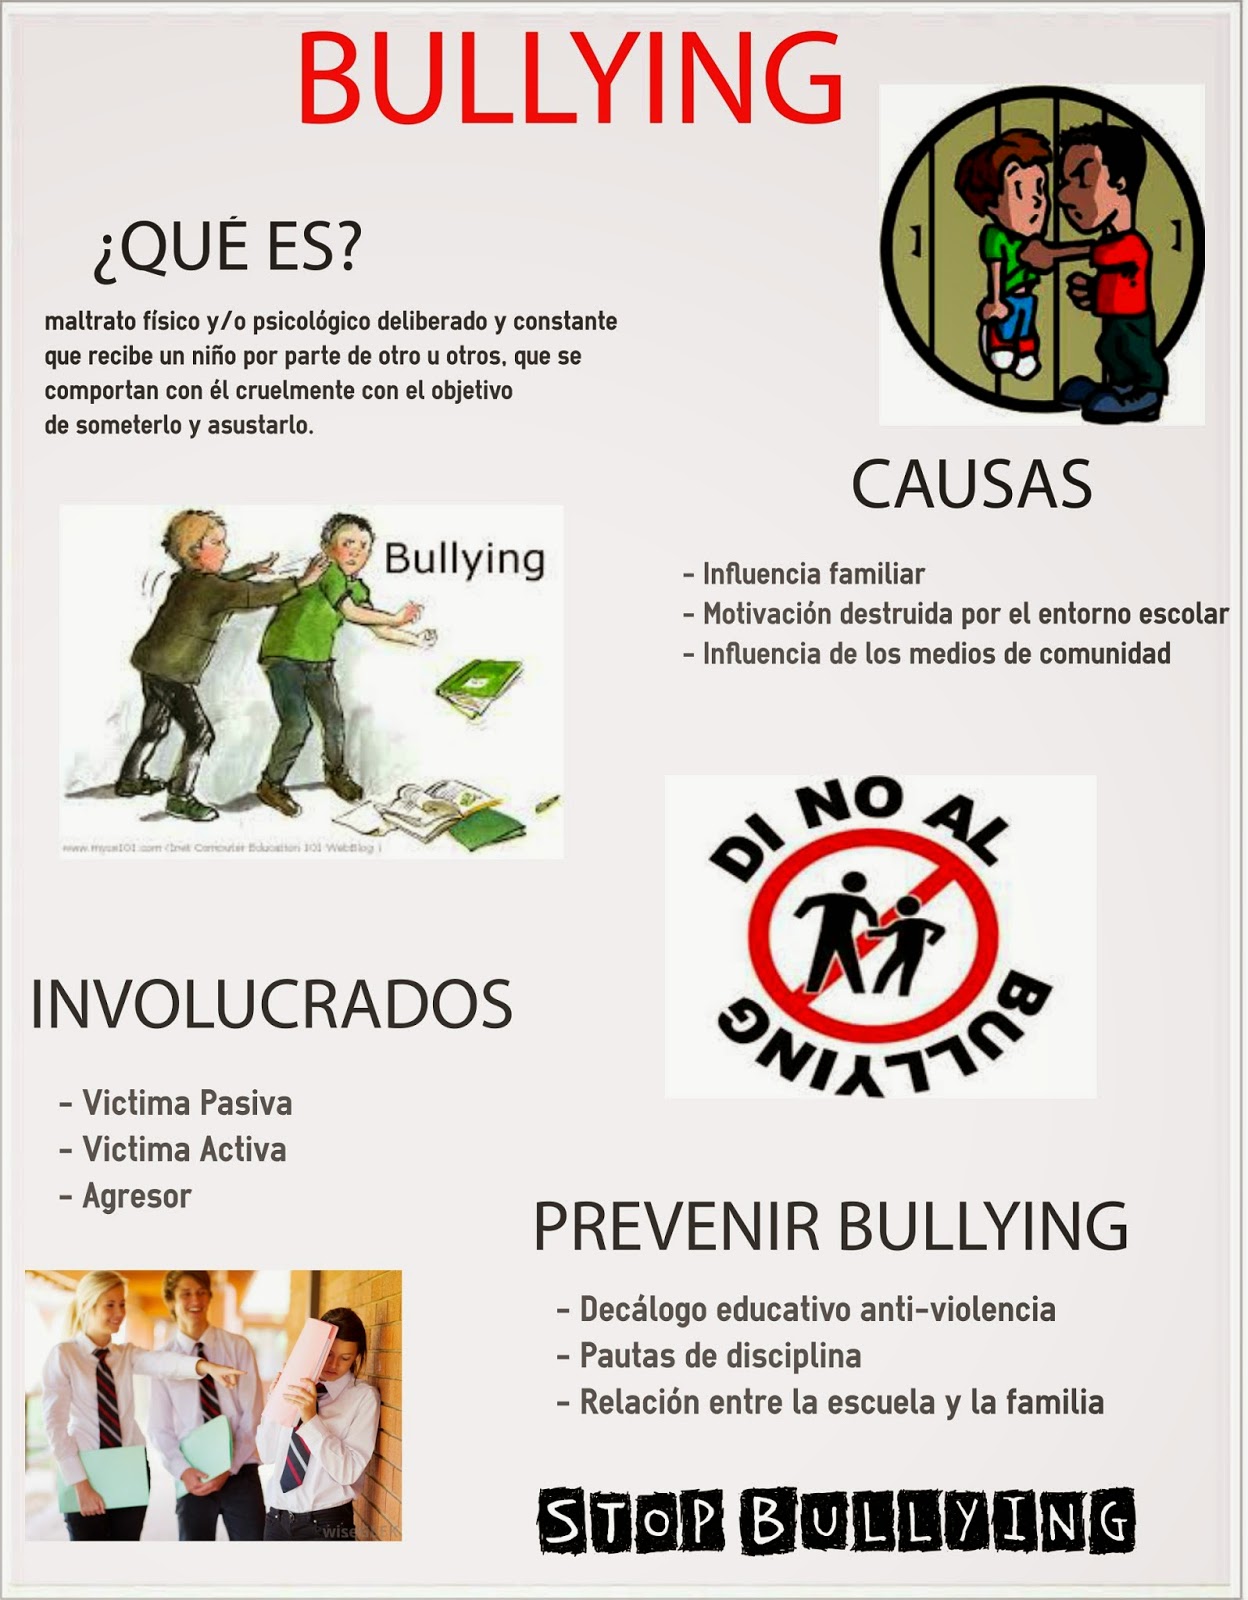 BULLYING
¿QUÉ ES?
maltrato físico y/o psicológico deliberado y constante
que recibe un niño por parte de otro u otros, que se
comportan con él cruelmente con el objetivo
de someterlo y asustarlo.
Bullying
www.myce101.com (Inet Computer Education 101 WebBlog )
CAUSAS
- Influencia familiar
- Motivación destruida por el entorno escolar
- Influencia de los medios de comunidad
DI NO AL
BULLYING
INVOLUCRADOS
- Victima Pasiva
- Victima Activa
- Agresor
wiseGEEK
PREVENIR BULLYING
- Decálogo educativo anti-violencia
- Pautas de disciplina
- Relación entre la escuela y la familia
STOP BULLYING